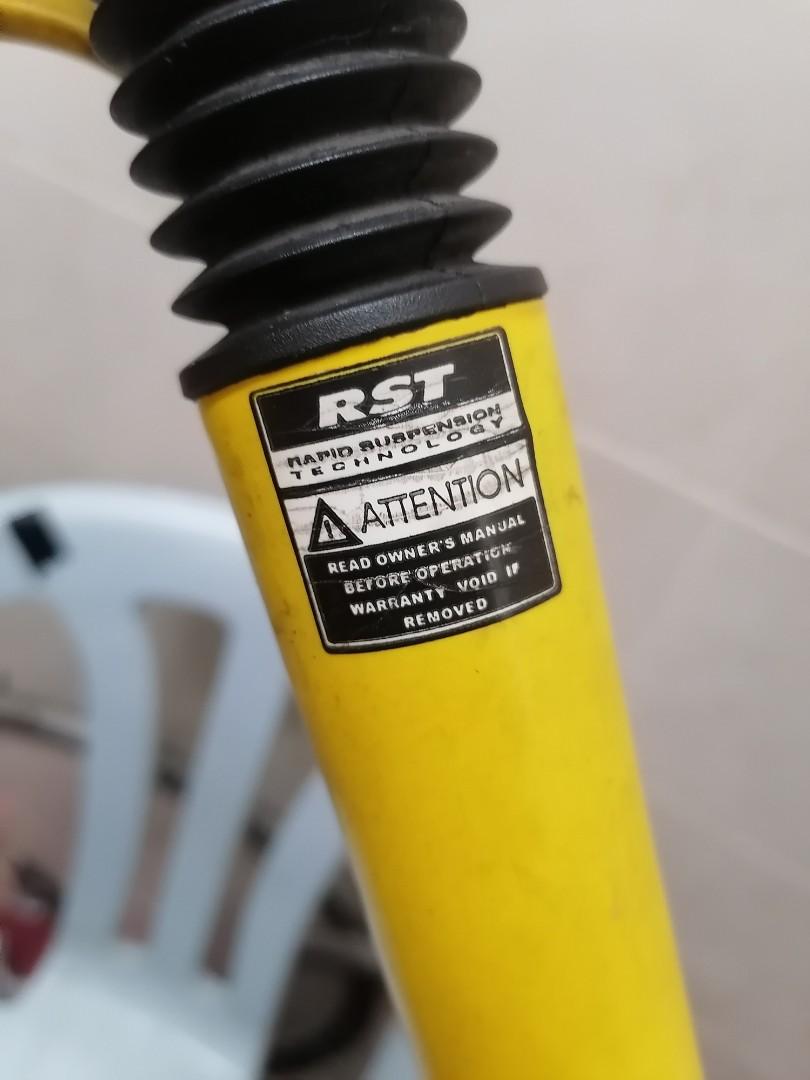 RST
RAPID SUSPENSION
TECHNOLOGY
ATTENTION
READ OWNER'S MANUAL
BEFORE OPERATION
WARRANTY VOID IF
REMOVED